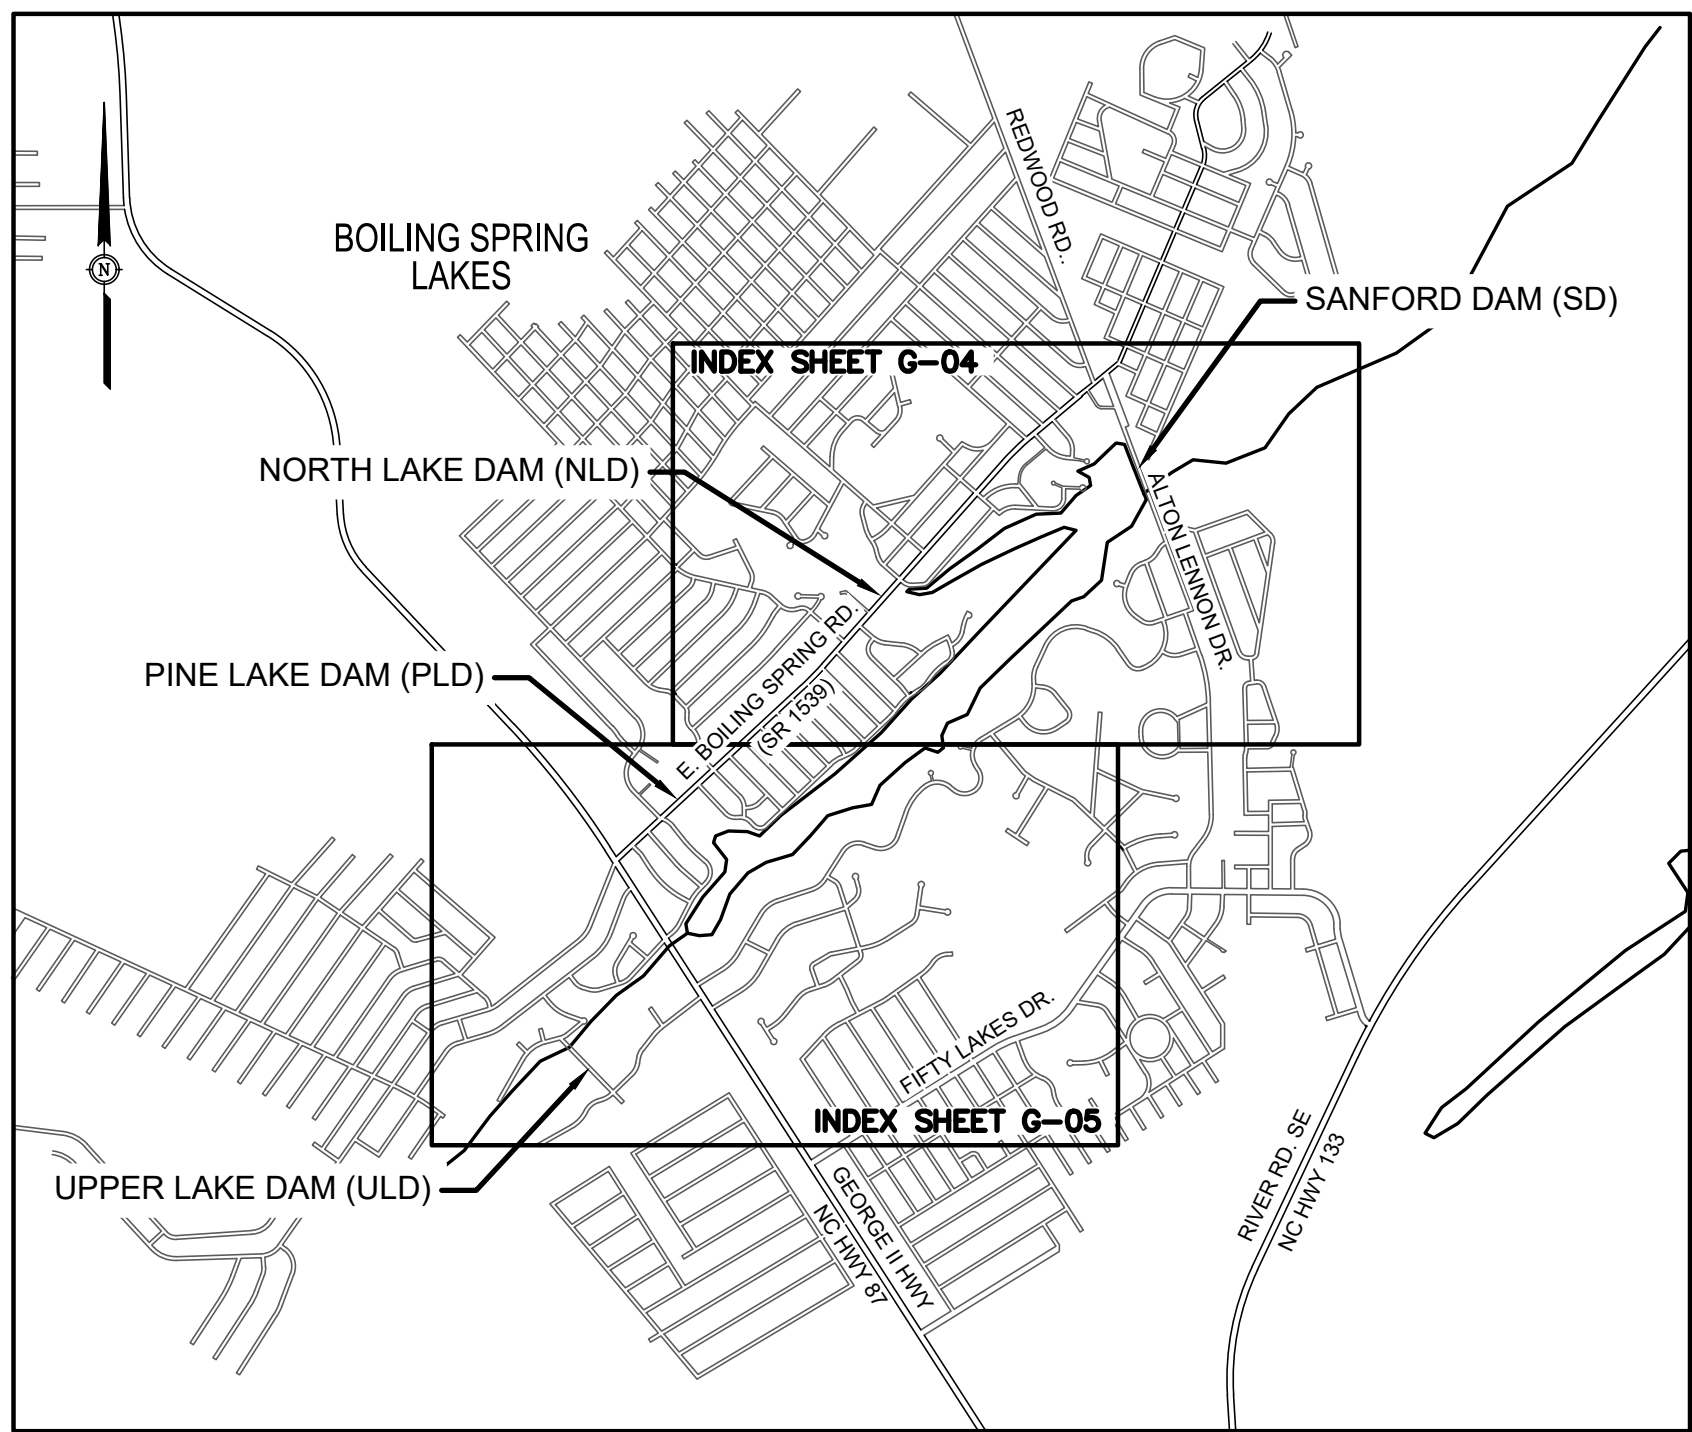 REDWOOD RD..
BOILING SPRING
LAKES
N
SANFORD DAM (SD)
INDEX SHEET G-04
NORTH LAKE DAM (NLD)
ALTON LENNON DR.
PINE LAKE DAM (PLD)
E. BOILING SPRING RD.
(SR 1539)
FIFTY LAKES DR.
INDEX SHEET G-05
UPPER LAKE DAM (ULD)
GEORGE II HWY
NC HWY 87
RIVER RD. SE
NC HWY 133